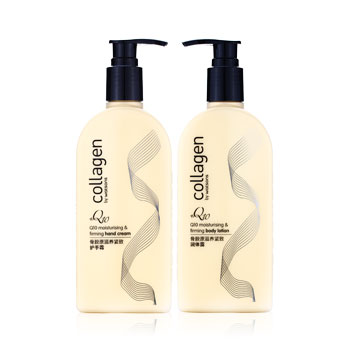 collagen
by watsons
+Q10
Q10 moisturising &
firming hand cream
骨胶原滋养紧致
护手霜
collagen
by watsons
+Q10
Q10 moisturising &
firming body lotion
骨胶原滋养紧致
润体露